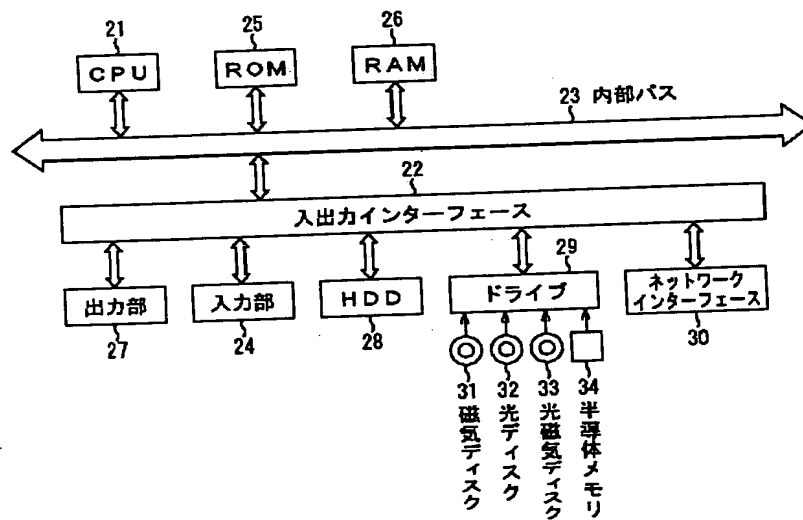 21
25
26
CPU
ROM
RAM
23 内部バス
22
入出力インターフェース
29
出力部
入力部
HDD
ドライブ
ネットワーク
インターフェース
27
24
28
30
31 磁気ディスク
32 光ディスク
33 光磁気ディスク
34 半導体メモリ